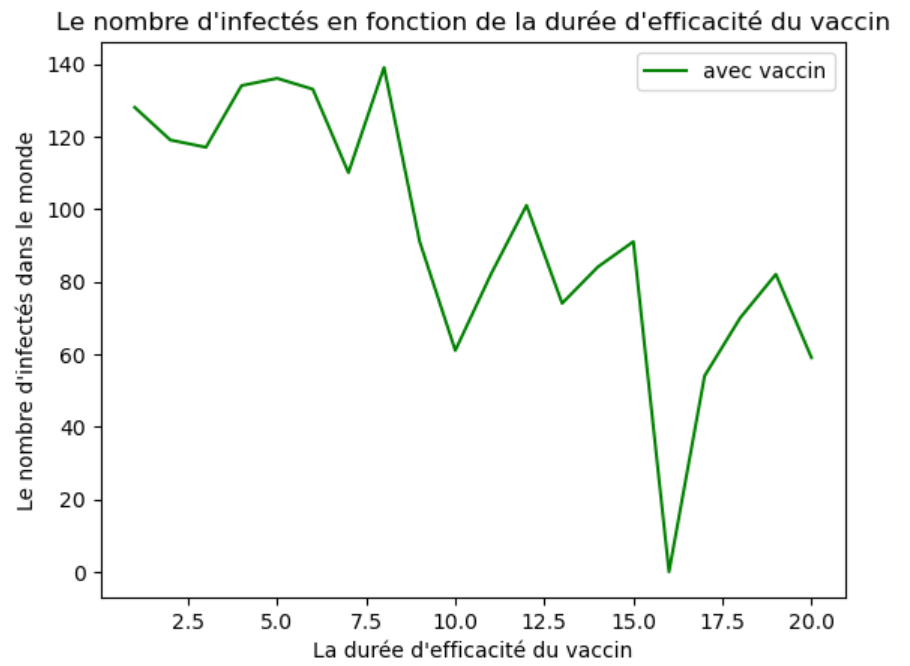 Le nombre d'infectés en fonction de la durée d'efficacité du vaccin
avec vaccin
Le nombre d'infectés dans le monde
140
120
100
80
60
40
20
0
2.5 5.0 7.5 10.0 12.5 15.0 17.5 20.0
La durée d'efficacité du vaccin